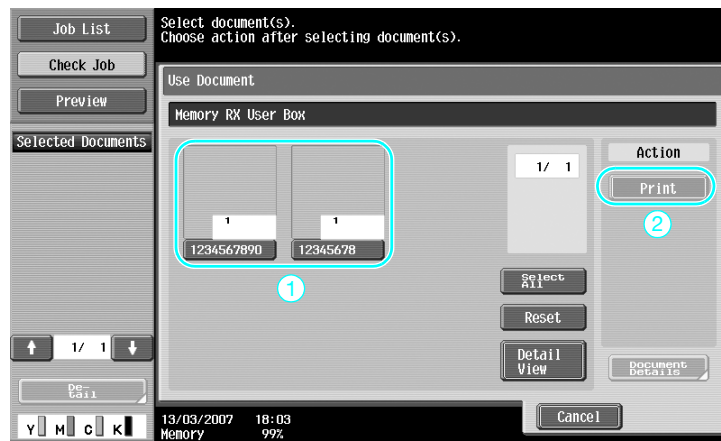 Job List
Check Job
Preview
Selected Documents
1/ 1
De-
tail
Y M C K
Select document(s).
Choose action after selecting document(s).
Use Document
Memory RX User Box
1
1234567890
1
12345678
1
1/ 1
Select
All
Reset
Detail
View
Action
Print
2
Document
Details
Cancel
13/03/2007 18:03
Memory 99%